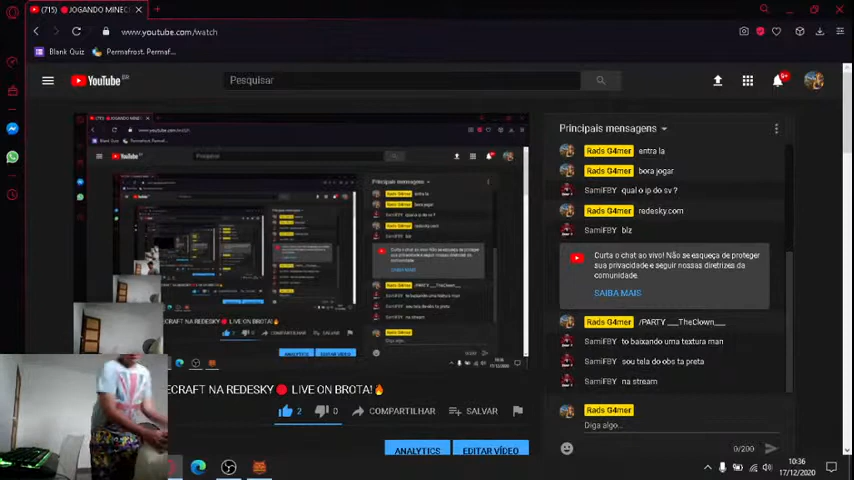 (715) JOGANDO MINEC
www.youtube.com/watch
Blank Quiz
Permafrost. Permaf...
YouTube BR
Pesquisar
9+
Principais mensagens
Rads G4mer entra la
Rads G4mer bora jogar
SamiFBY qual o ip do sv ?
Rads G4mer redesky.com
SamiFBY blz
Curta o chat ao vivo! Não se esqueça de proteger
sua privacidade e seguir nossas diretrizes da
comunidade.
SAIBA MAIS
Rads G4mer /PARTY ___TheClown___
SamiFBY to baixando uma textura man
SamiFBY sou tela do obs ta preta
SamiFBY na stream
Rads G4mer
Diga algo...
0/200
ECRAFT NA REDESKY LIVE ON BROTA!
2 0 COMPARTILHAR SALVAR
ANALYTICS EDITAR VÍDEO
10:36
17/12/2020